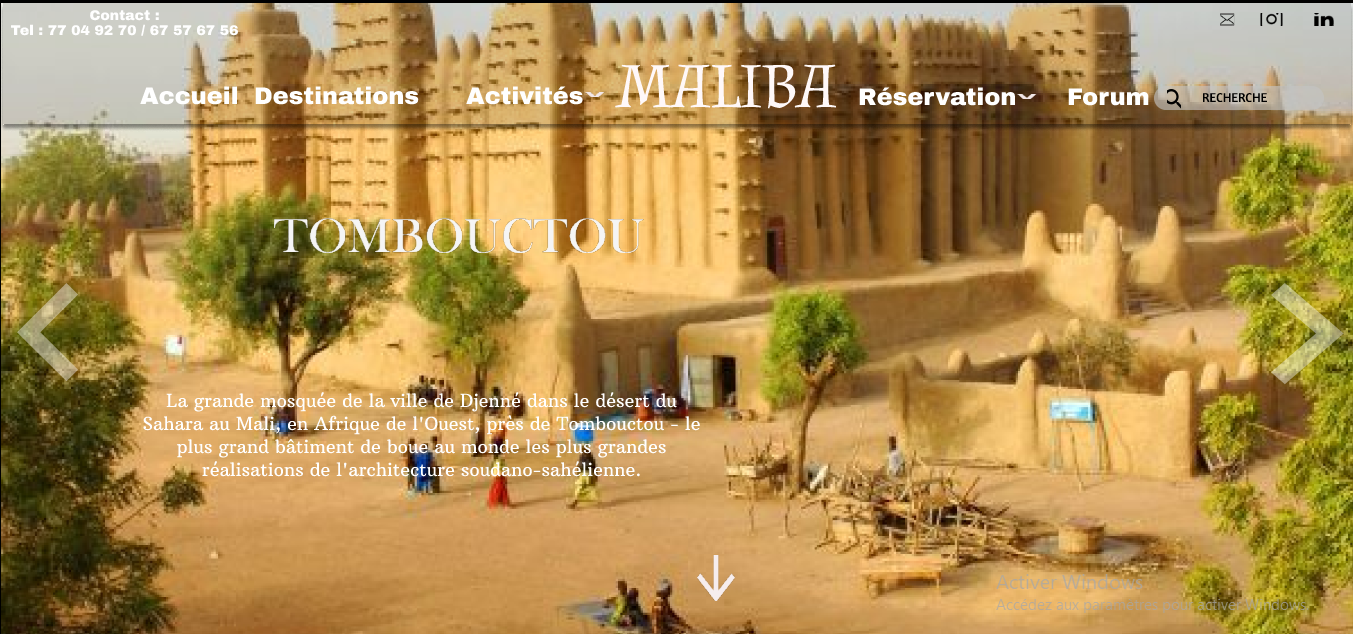 Contact :
Tel : 77 04 92 70 / 67 57 67 56
Accueil Destinations Activités MALIBA Réservation Forum RECHERCHE
TOMBOUCTOU
La grande mosquée de la ville de Djenné dans le désert du
Sahara au Mali, en Afrique de l'Ouest, près de Tombouctou - le
plus grand bâtiment de boue au monde les plus grandes
réalisations de l'architecture soudano-sahélienne.
Activer Windows
Accédez aux paramètres pour activer Windows.